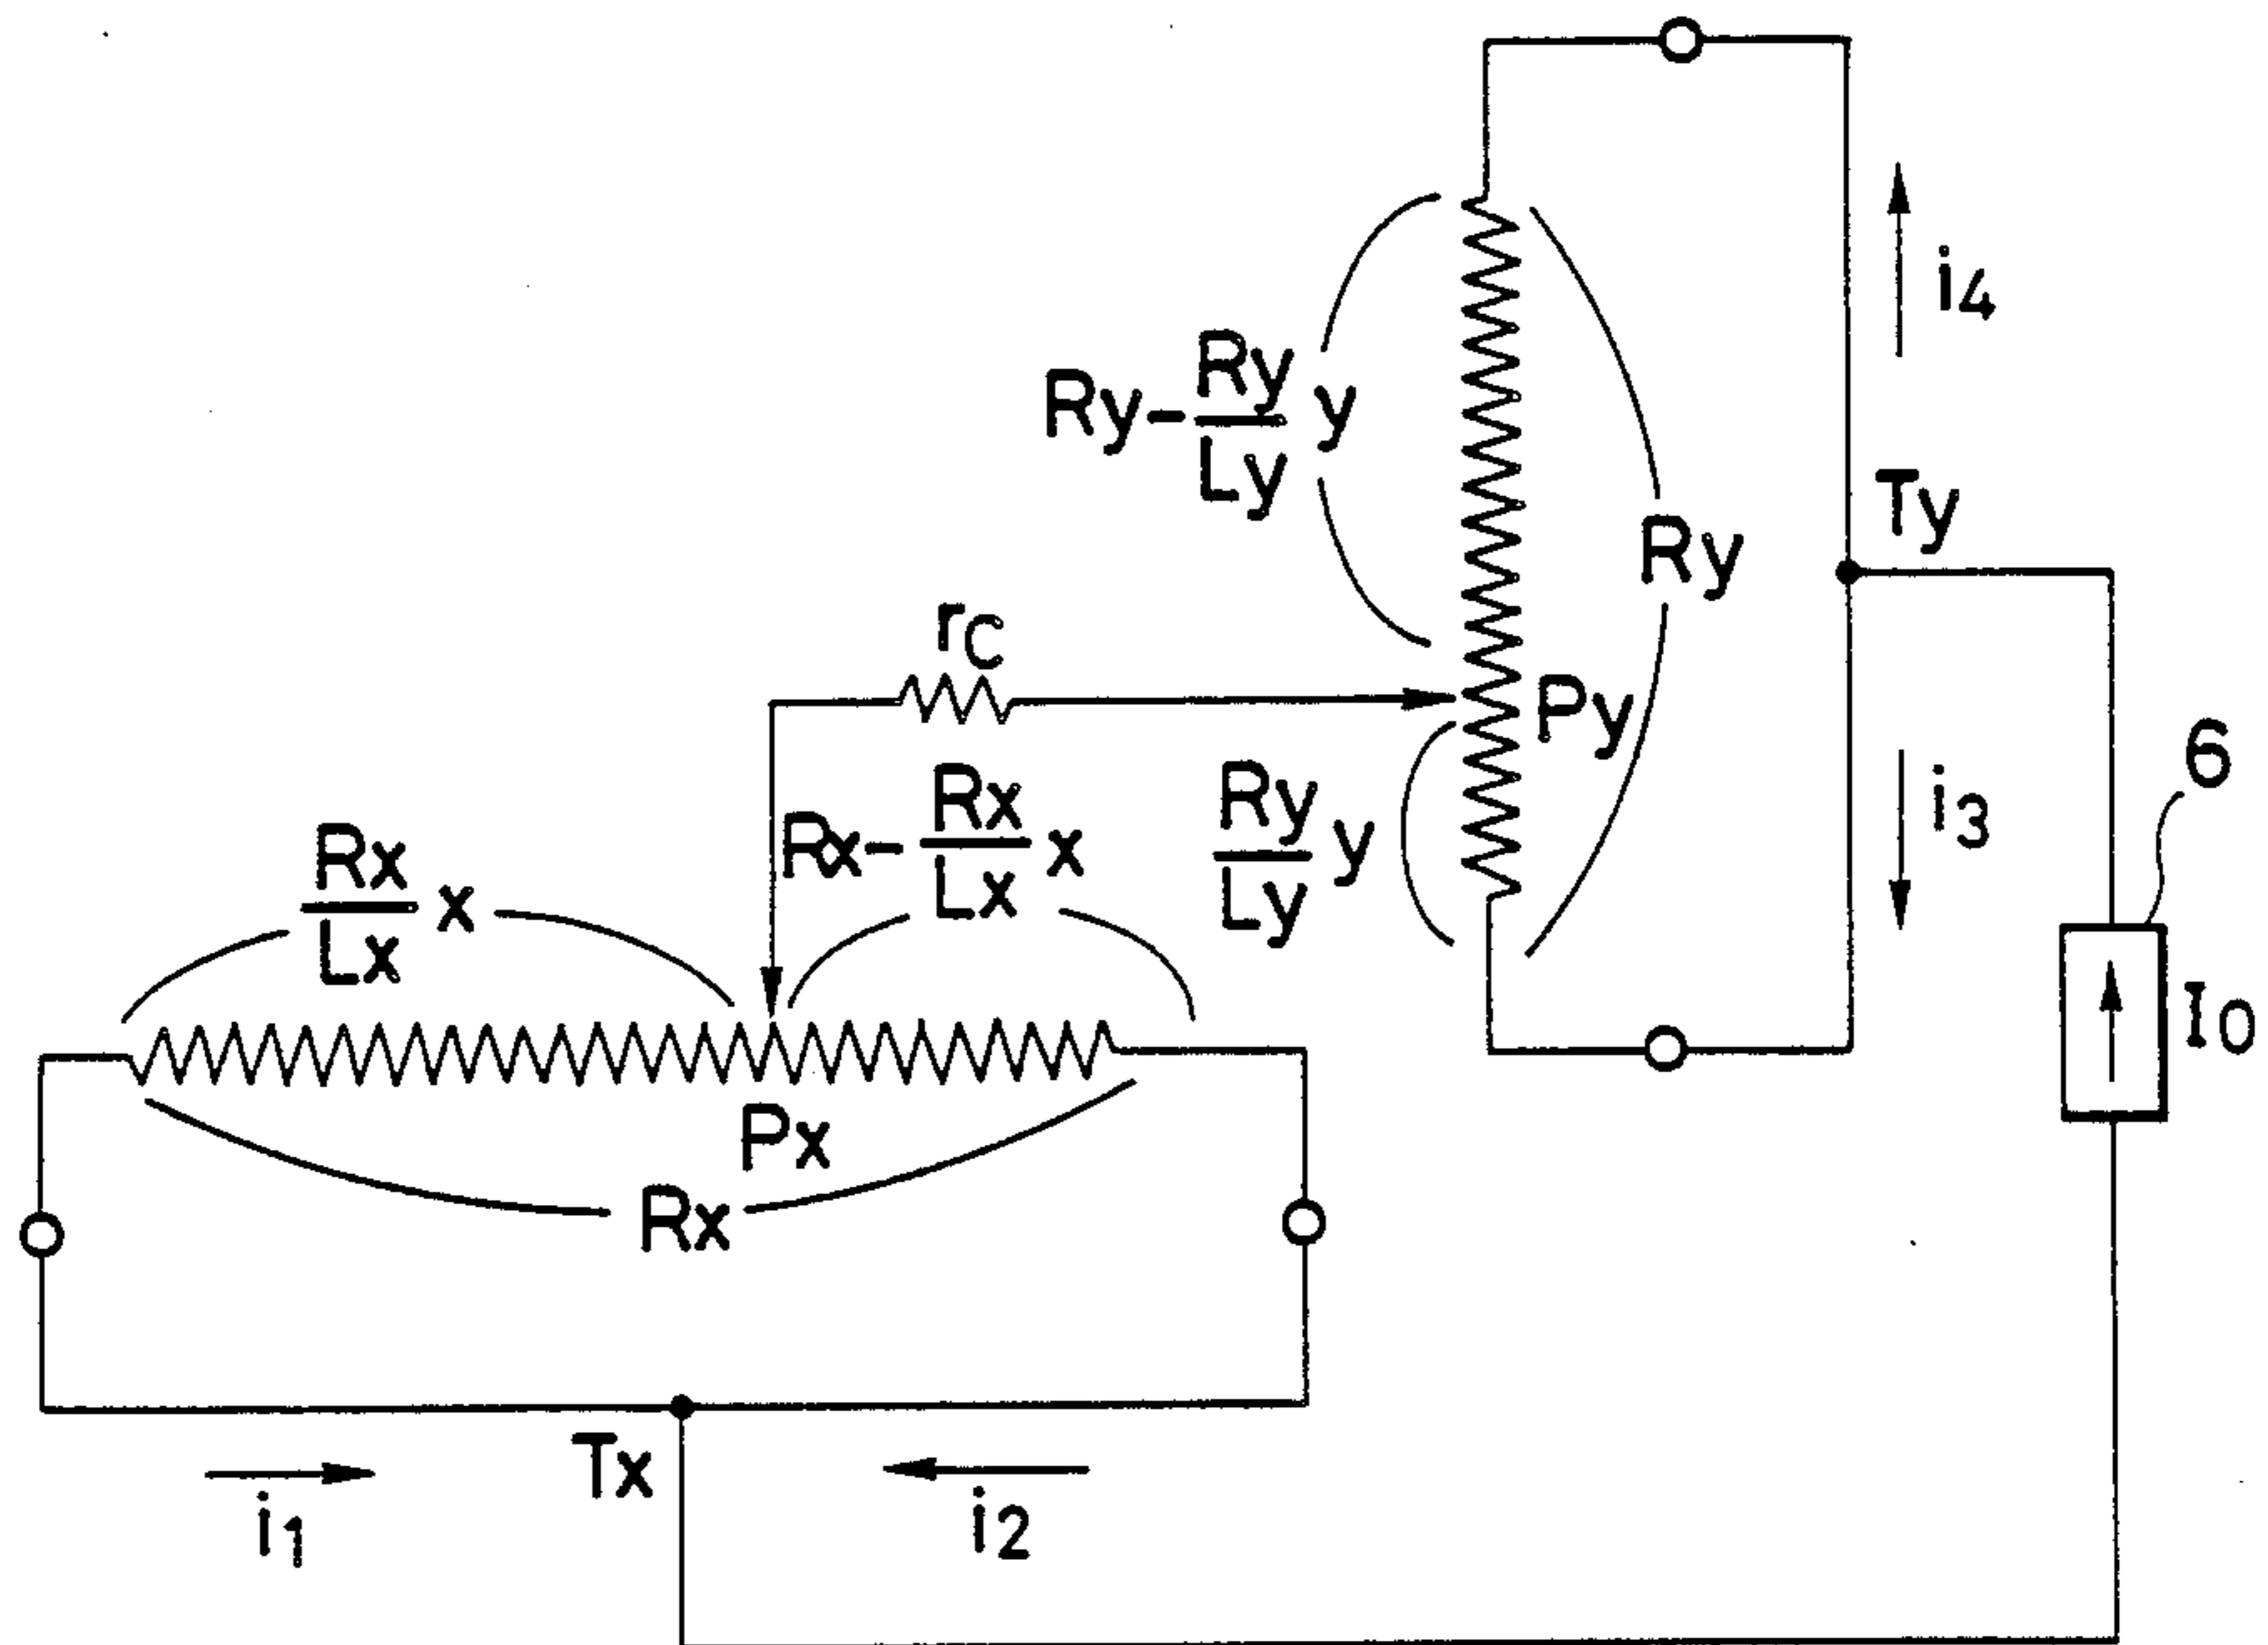 i4
Ry-Ry/Ly y
Ty
Ry
rC
Py
6
i3
Rx/Lx x
Rx-Rx/Lx x
Ry/Ly y
I0
Px
Rx
Tx
i1
i2